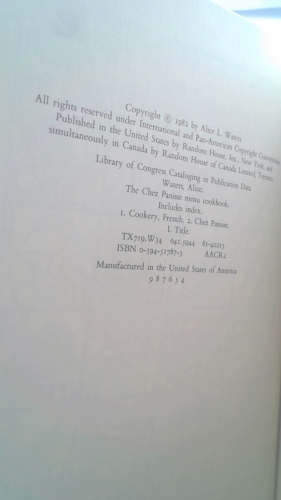 Copyright © 1982 by Alice L. Waters
All rights reserved under International and Pan-American Copyright Conventions.
Published in the United States by Random House, Inc., New York, and
simultaneously in Canada by Random House of Canada Limited, Toronto.
Library of Congress Cataloging in Publication Data
Waters, Alice.
The Chez Panisse menu cookbook.
Includes index.
1. Cookery, French. 2. Chez Panisse.
I. Title.
TX719.W34 641.5944 81-40215
ISBN 0-394-51787-3 AACR2
Manufactured in the United States of America
9 8 7 6 5 4